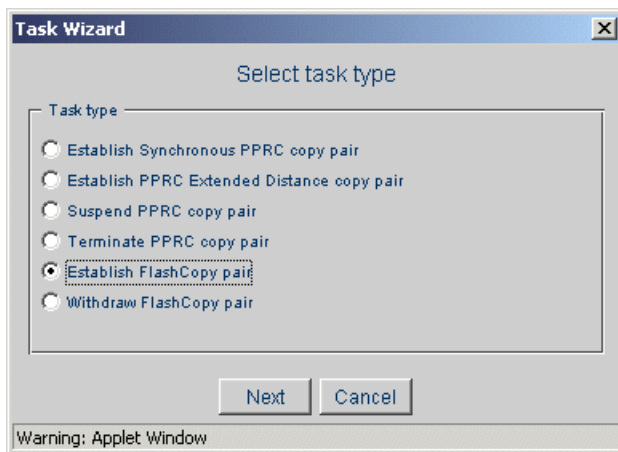 Task Wizard
Select task type
Task type
Establish Synchronous PPRC copy pair
Establish PPRC Extended Distance copy pair
Suspend PPRC copy pair
Terminate PPRC copy pair
Establish FlashCopy pair
Withdraw FlashCopy pair
Next Cancel
Warning: Applet Window